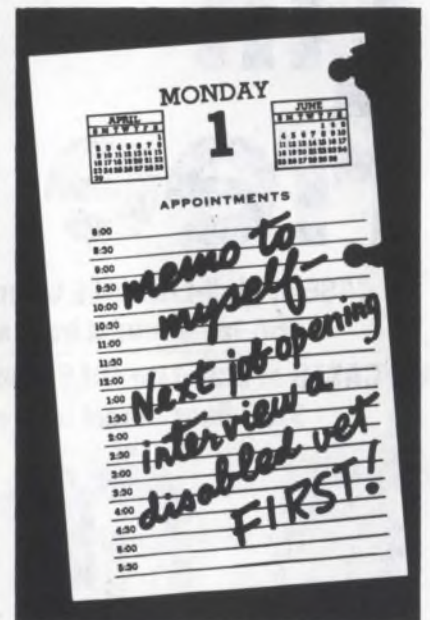 MONDAY
APRIL
S M T W T F S
1
JUNE
S M T W T F S
APPOINTMENTS
8:00
8:30
9:00
9:30
10:00
10:30
11:00
11:30
12:00
1:00
1:30
2:00
2:30
3:00
3:30
4:00
4:30
5:00
5:30
memo to
myself—
Next job opening
interview a
disabled vet
FIRST!